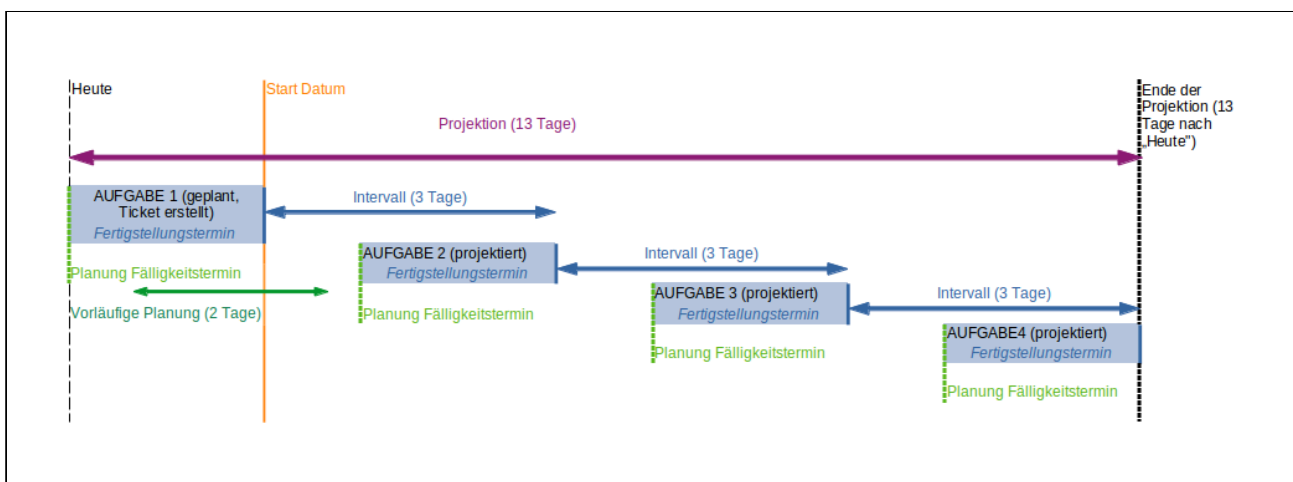 Heute
Start Datum
Ende der
Projektion (13
Tage nach
„Heute")
Projektion (13 Tage)
AUFGABE 1 (geplant,
Ticket erstellt)
Fertigstellungstermin
Intervall (3 Tage)
AUFGABE 2 (projektiert)
Fertigstellungstermin
Intervall (3 Tage)
Planung Fälligkeitstermin
AUFGABE 3 (projektiert)
Fertigstellungstermin
Intervall (3 Tage)
Vorläufige Planung (2 Tage)
Planung Fälligkeitstermin
AUFGABE4 (projektiert)
Fertigstellungstermin
Planung Fälligkeitstermin
Planung Fälligkeitstermin